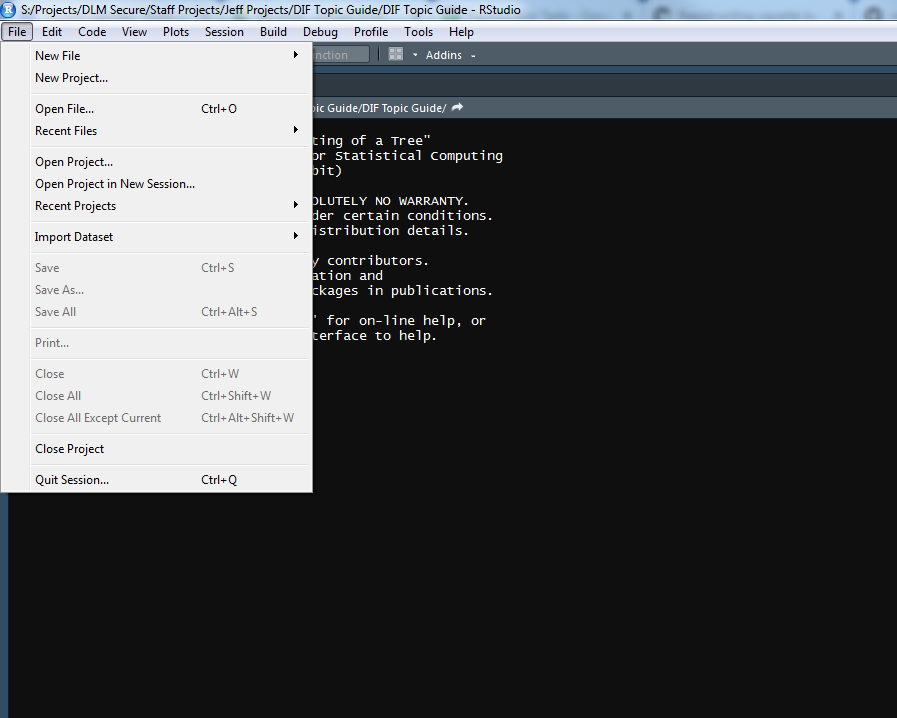 S:/Projects/DLM Secure/Staff Projects/Jeff Projects/DIF Topic Guide/DIF Topic Guide - RStudio
File Edit Code View Plots Session Build Debug Profile Tools Help
nction Addins
New File
New Project...
Open File... Ctrl+O
Recent Files
Open Project...
Open Project in New Session...
Recent Projects
Import Dataset
Save Ctrl+S
Save As...
Save All Ctrl+Alt+S
Print...
Close Ctrl+W
Close All Ctrl+Shift+W
Close All Except Current Ctrl+Alt+Shift+W
Close Project
Quit Session... Ctrl+Q
pic Guide/DIF Topic Guide/
ting of a Tree"
or Statistical Computing
bit)
OLUTELY NO WARRANTY.
der certain conditions.
istribution details.
y contributors.
ation and
ckages in publications.
' for on-line help, or
terface to help.